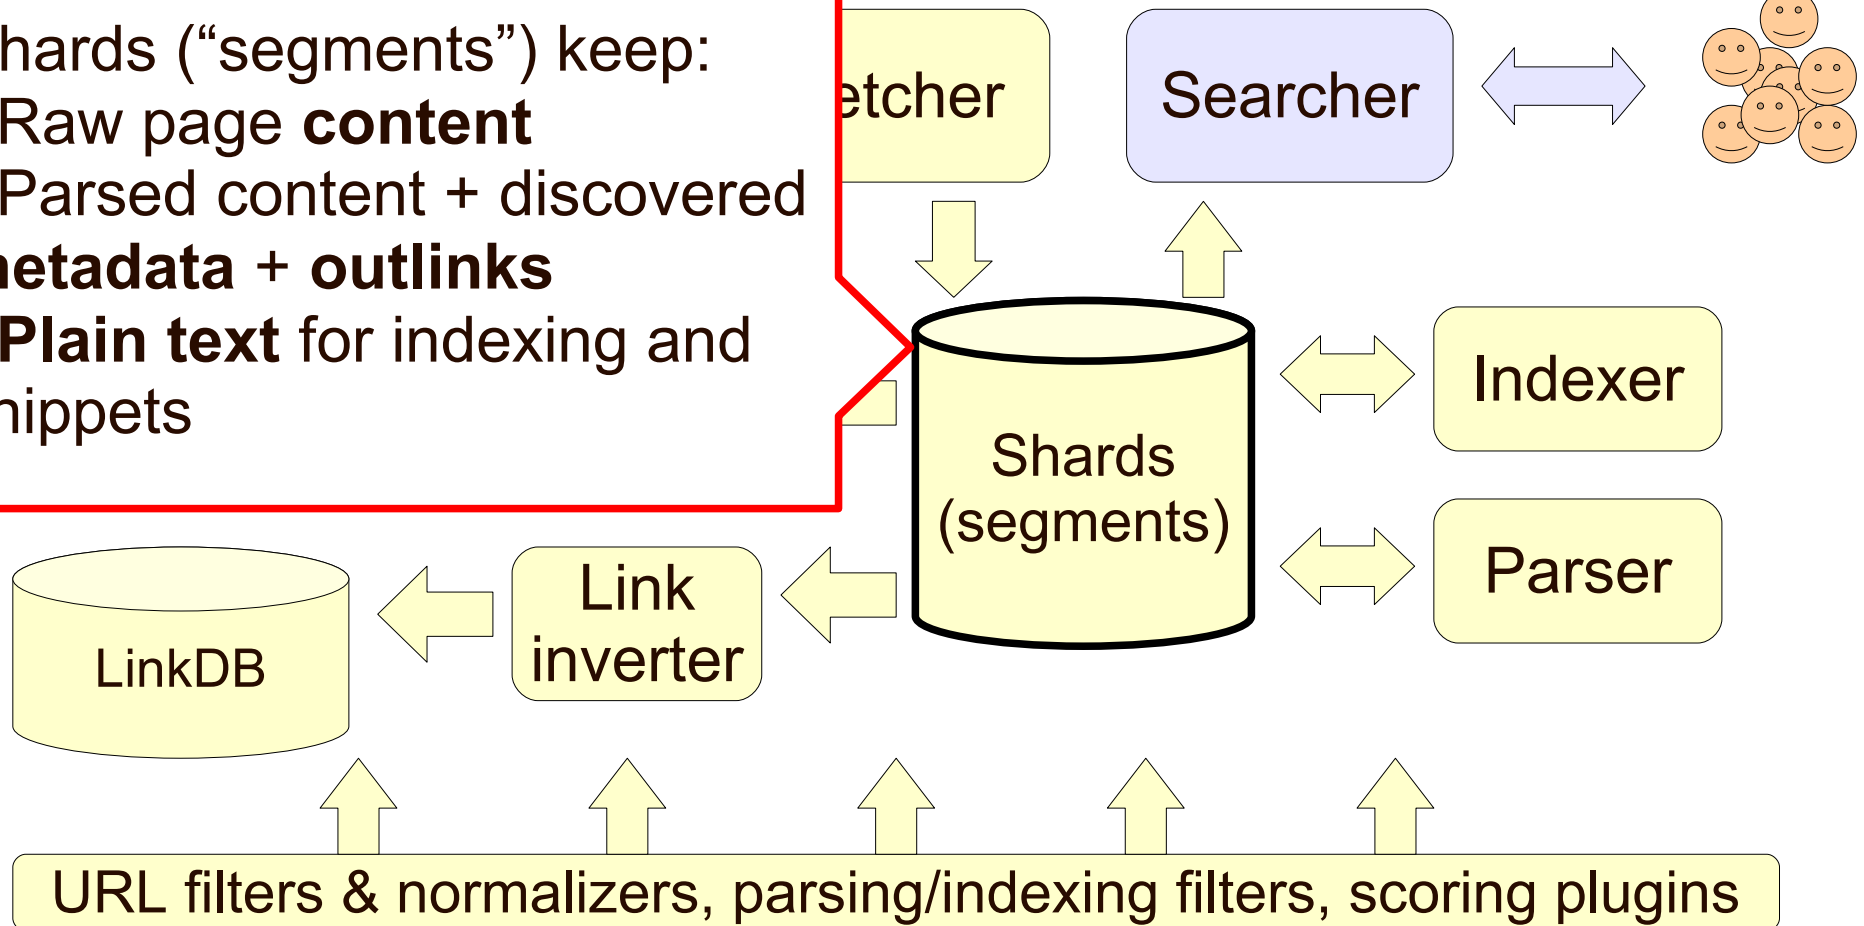 hards (“segments”) keep:
Raw page content
Parsed content + discovered
etadata + outlinks
Plain text for indexing and
nippets
etcher
Searcher
Shards
(segments)
Indexer
Parser
LinkDB
Link
inverter
URL filters & normalizers, parsing/indexing filters, scoring plugins